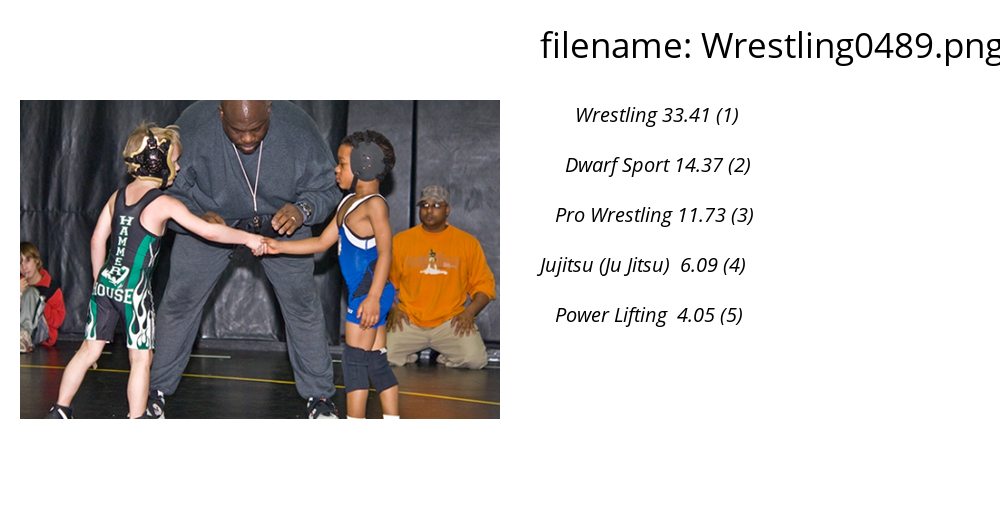 filename: Wrestling0489.png
Wrestling 33.41 (1)
Dwarf Sport 14.37 (2)
Pro Wrestling 11.73 (3)
Jujitsu (Ju Jitsu) 6.09 (4)
Power Lifting 4.05 (5)
HAMMER
HOUSE